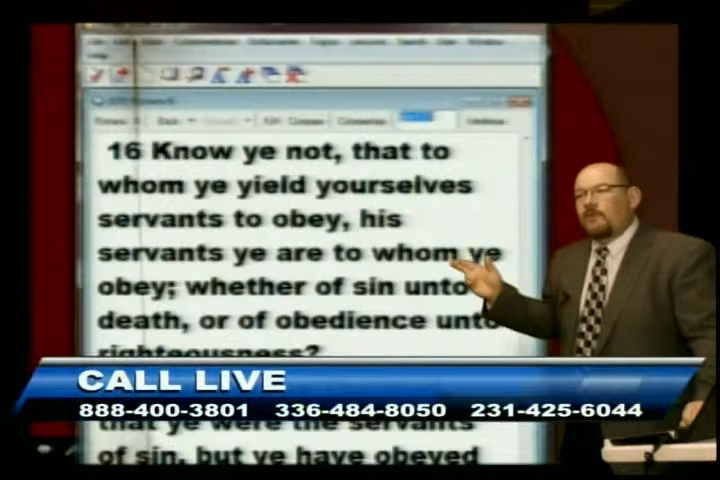 16 Know ye not, that to
whom ye yield yourselves
servants to obey, his
servants ye are to whom ye
obey; whether of sin unto
death, or of obedience unto
righteousness?
CALL LIVE
888-400-3801 336-484-8050 231-425-6044
that ye were the servants
of sin, but ye have obeyed